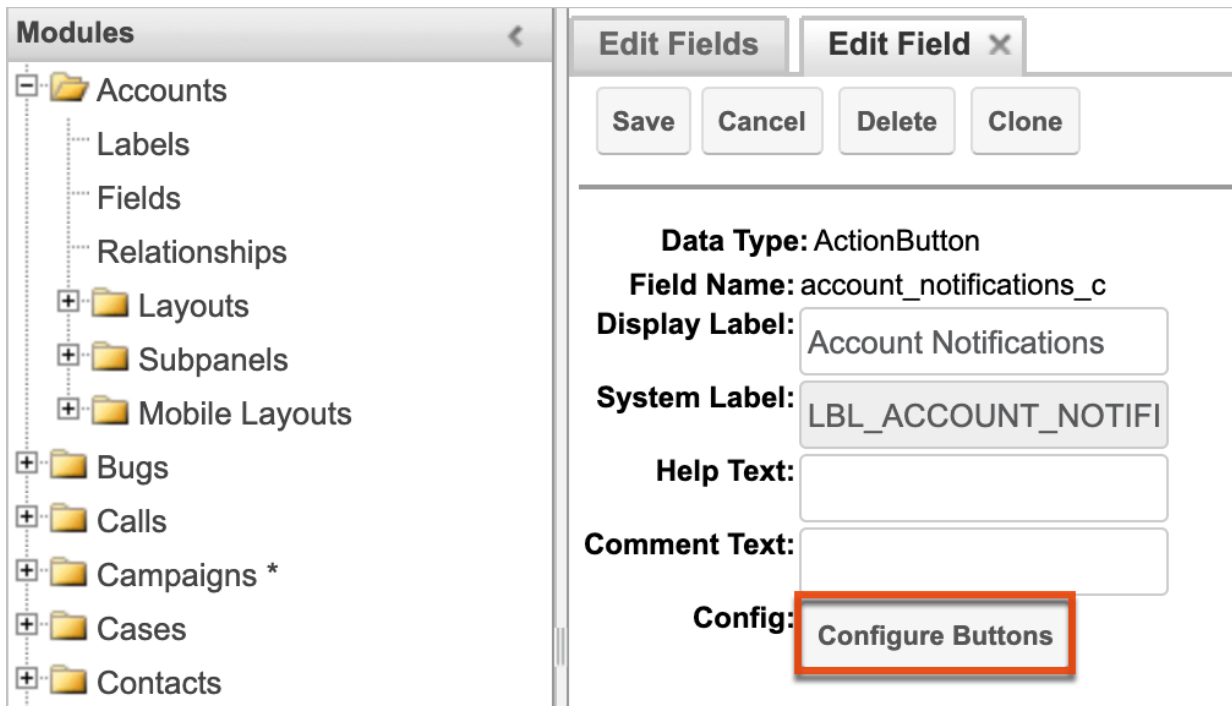 Modules
Accounts
Labels
Fields
Relationships
Layouts
Subpanels
Mobile Layouts
Bugs
Calls
Campaigns *
Cases
Contacts
Edit Fields
Edit Field
Save Cancel Delete Clone
Data Type: ActionButton
Field Name: account_notifications_c
Display Label: Account Notifications
System Label: LBL_ACCOUNT_NOTIFI
Help Text:
Comment Text:
Config: Configure Buttons